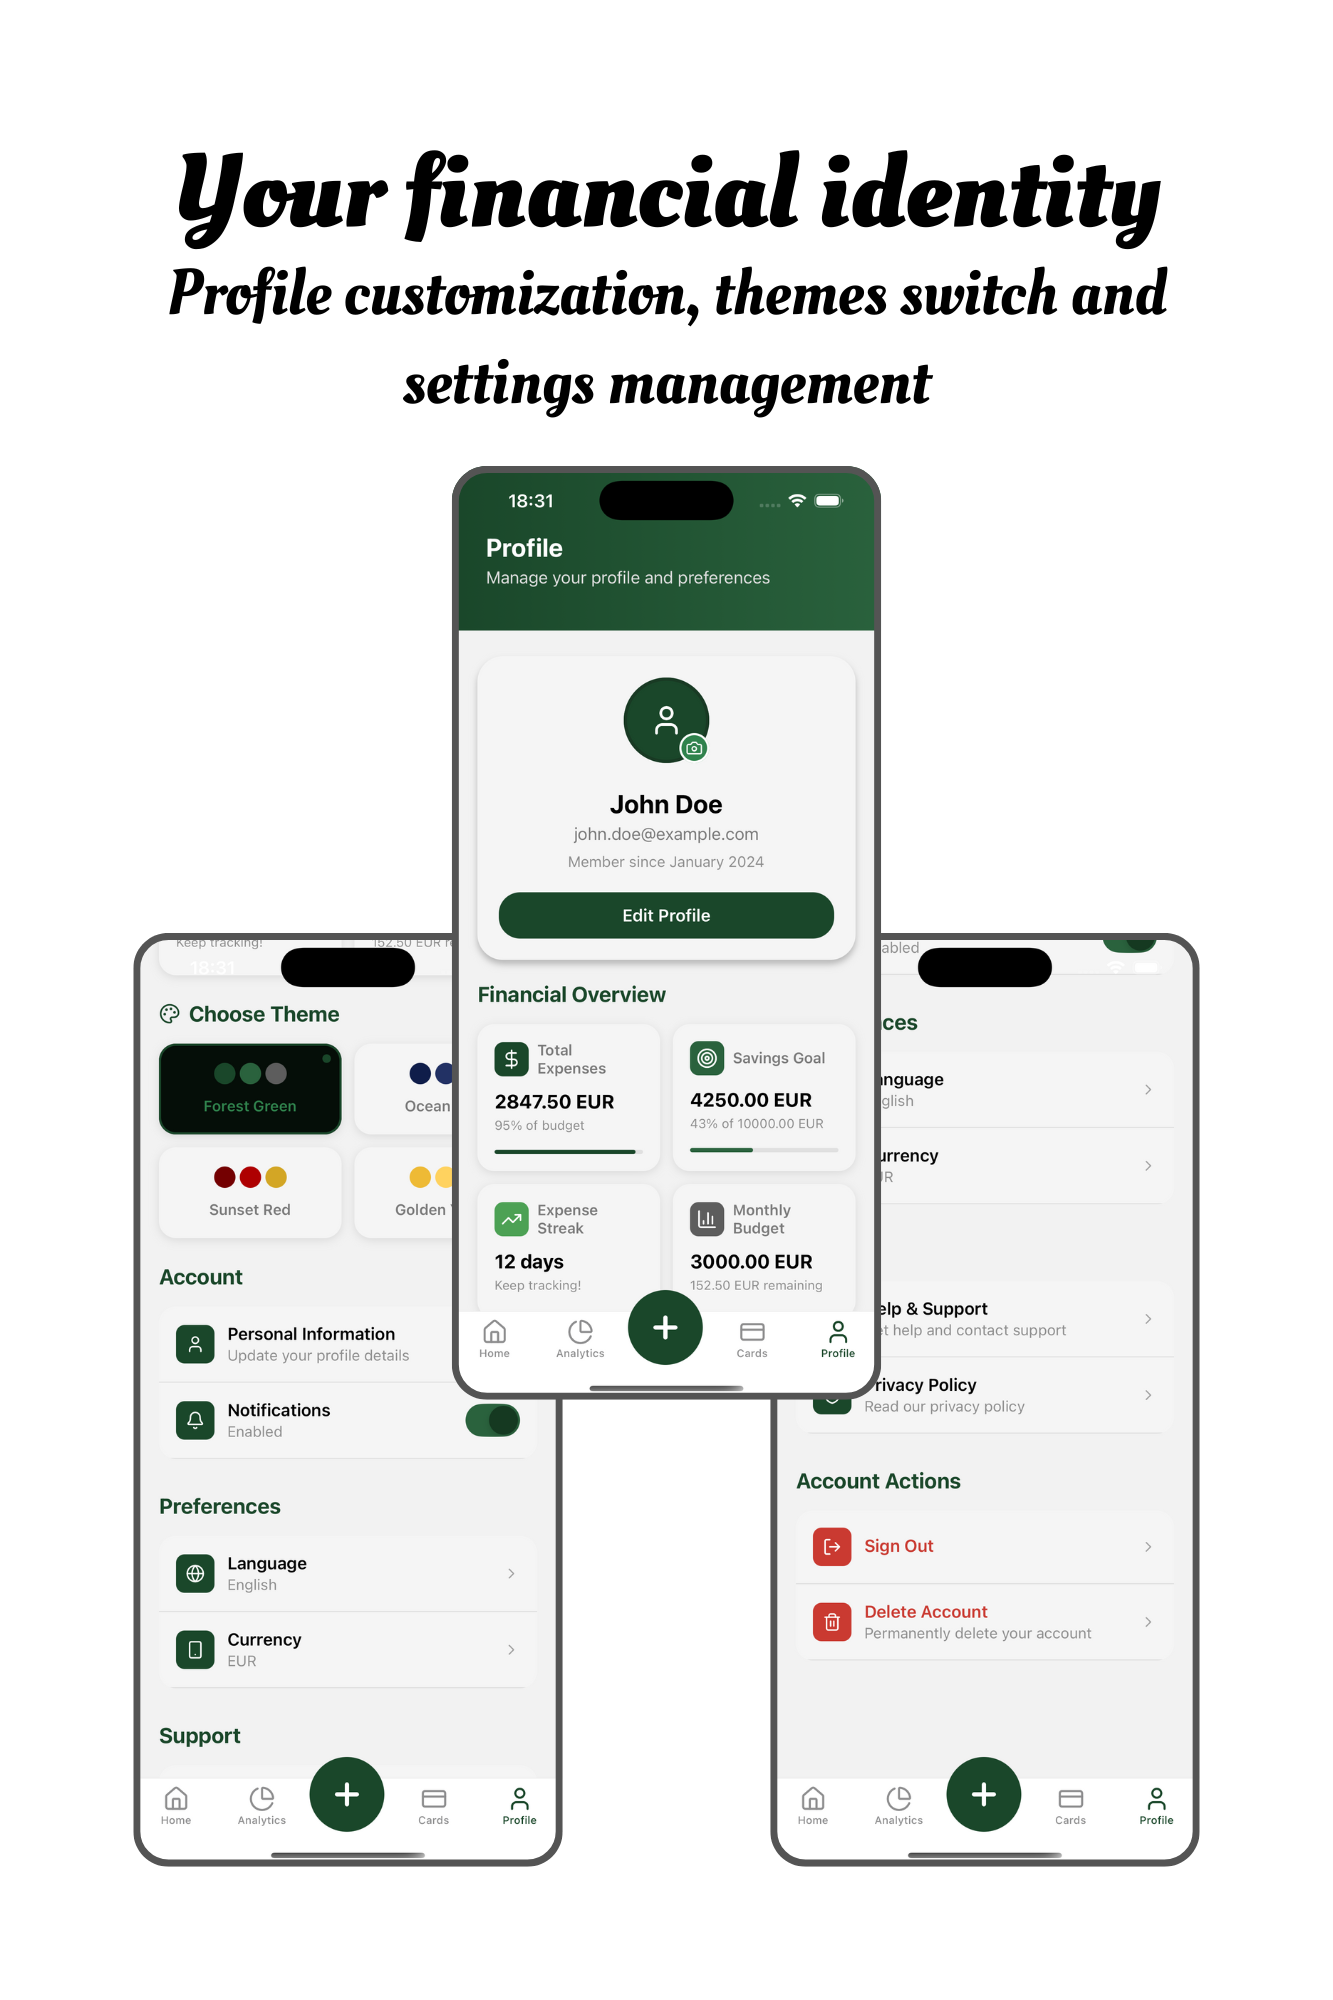 Your financial identity
Profile customization, themes switch and
settings management
18:31
Profile
Manage your profile and preferences
John Doe
john.doe@example.com
Member since January 2024
Edit Profile
Financial Overview
Total
Expenses
2847.50 EUR
95% of budget
Savings Goal
4250.00 EUR
43% of 10000.00 EUR
Expense
Streak
12 days
Keep tracking!
Monthly
Budget
3000.00 EUR
152.50 EUR remaining
Home
Analytics
Cards
Profile
Keep tracking!
152.50 EUR
18:31
Choose Theme
Forest Green
Ocean
Sunset Red
Golden
Account
Personal Information
Update your profile details
Notifications
Enabled
Preferences
Language
English
Currency
EUR
Support
Home
Analytics
Cards
Profile
abled
ces
anguage
glish
urrency
UR
elp & Support
et help and contact support
rivacy Policy
Read our privacy policy
Account Actions
Sign Out
Delete Account
Permanently delete your account
Home
Analytics
Cards
Profile